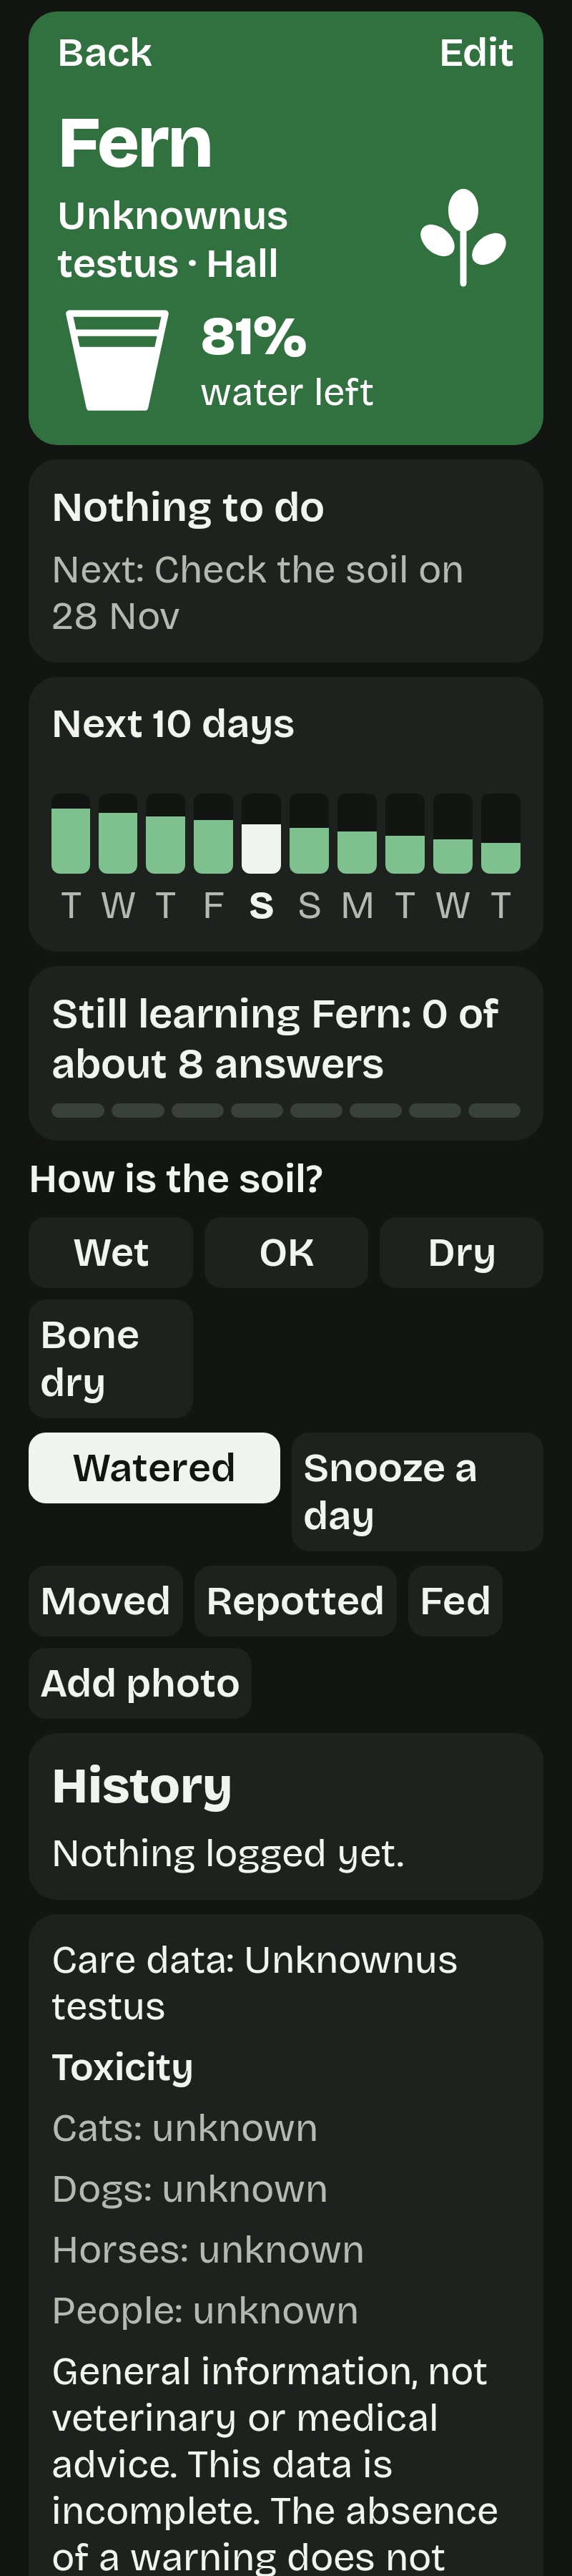 Back
Edit
Fern
Unknownus
testus · Hall
81%
water left
Nothing to do
Next: Check the soil on
28 Nov
Next 10 days
T W T F S S M T W T
Still learning Fern: 0 of
about 8 answers
How is the soil?
Wet
OK
Dry
Bone
dry
Watered
Snooze a
day
Moved
Repotted
Fed
Add photo
History
Nothing logged yet.
Care data: Unknownus
testus
Toxicity
Cats: unknown
Dogs: unknown
Horses: unknown
People: unknown
General information, not
veterinary or medical
advice. This data is
incomplete. The absence
of a warning does not